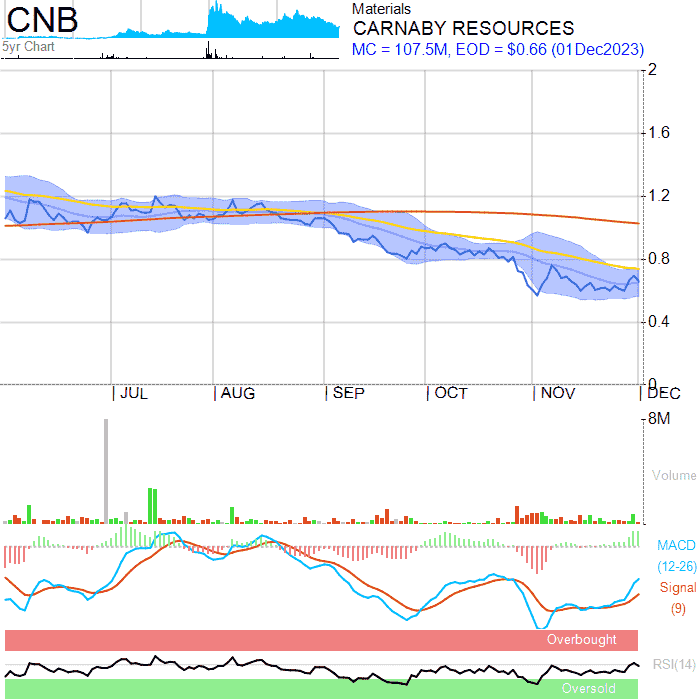 CNB
5yr Chart
Materials
CARNABY RESOURCES
MC = 107.5M, EOD = $0.66 (01Dec2023)
2
1.6
1.2
0.8
0.4
0
JUL AUG SEP OCT NOV DEC
8M
Volume
MACD
(12-26)
Signal
(9)
Overbought
RSI(14)
Oversold